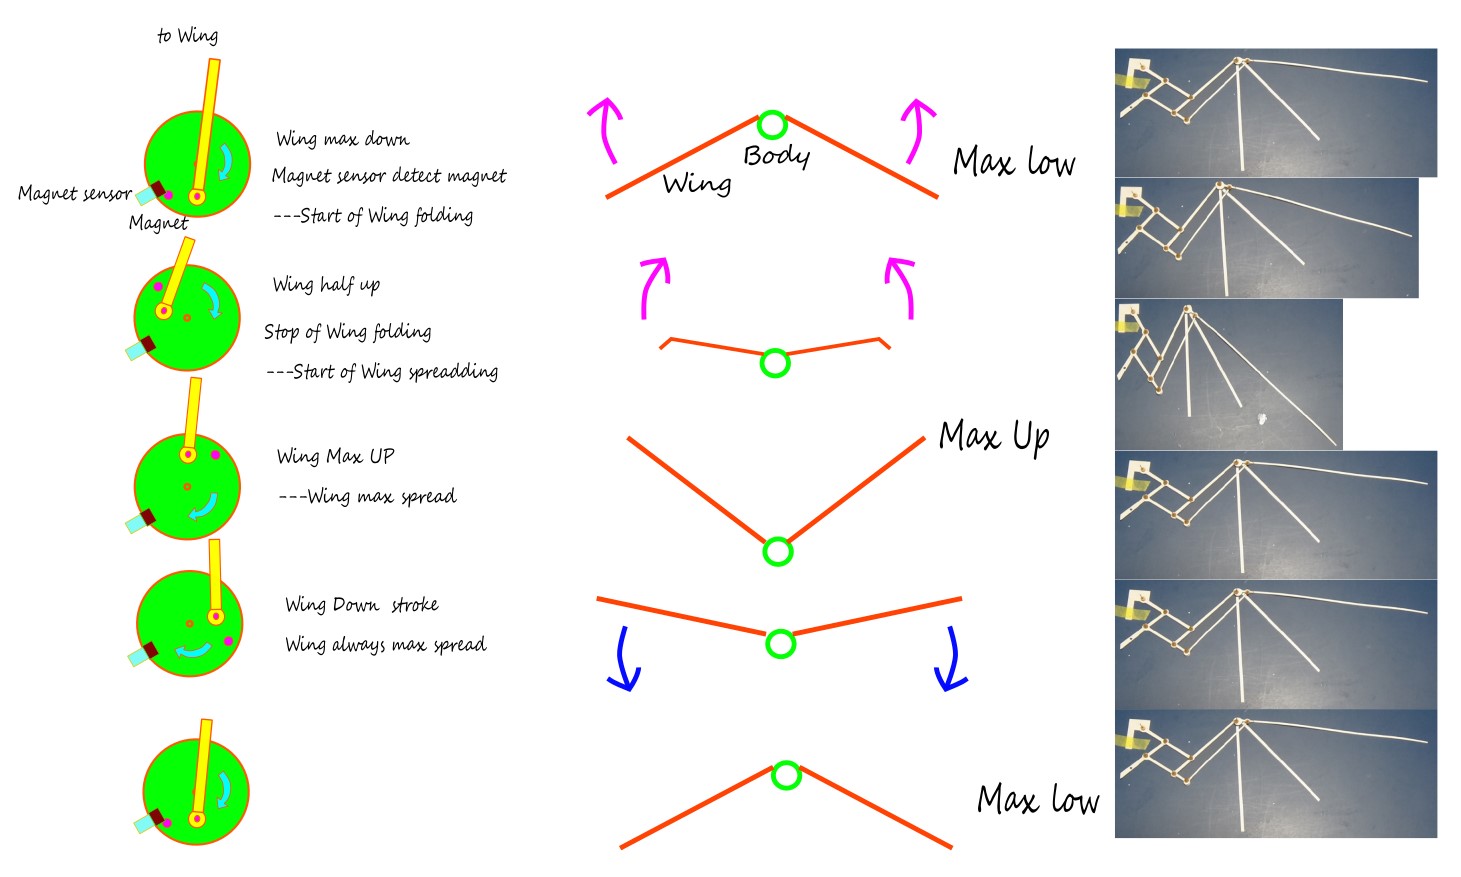 to Wing
Wing max down
Magnet sensor detect magnet
---Start of Wing folding
Magnet sensor
Magnet
Body
Wing
Max low
Wing half up
Stop of Wing folding
---Start of Wing spreadding
Wing Max UP
---Wing max spread
Max Up
Wing Down stroke
Wing always max spread
Max low